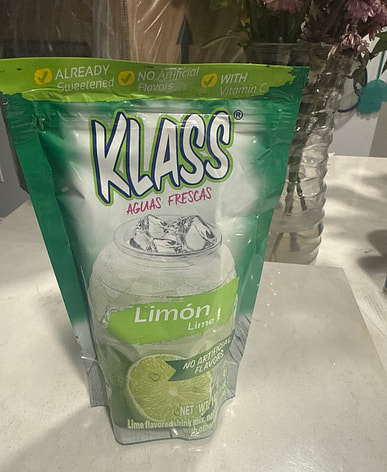 ALREADY
Sweetened
NO Artificial
Flavors
WITH
Vitamin C
KLASS®
AGUAS FRESCAS
Limón
Lime
NO ARTIFICIAL
FLAVORS
NET WT
Lime flavored drink mix,
other